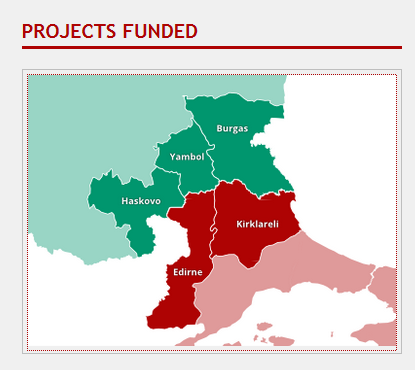 PROJECTS FUNDED
Burgas
Yambol
Haskovo
Kirklareli
Edirne